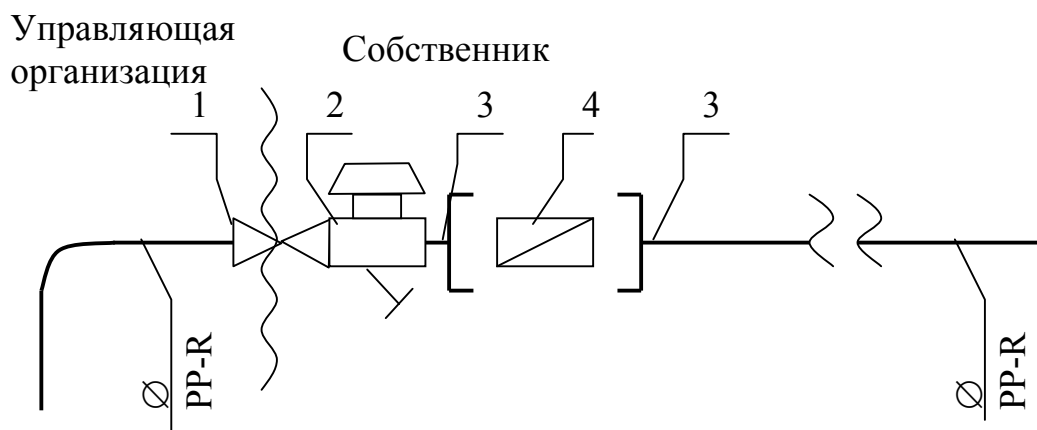 Управляющая
организация
Собственник
1
2
3
4
3
Ø
PP-R
Ø
PP-R